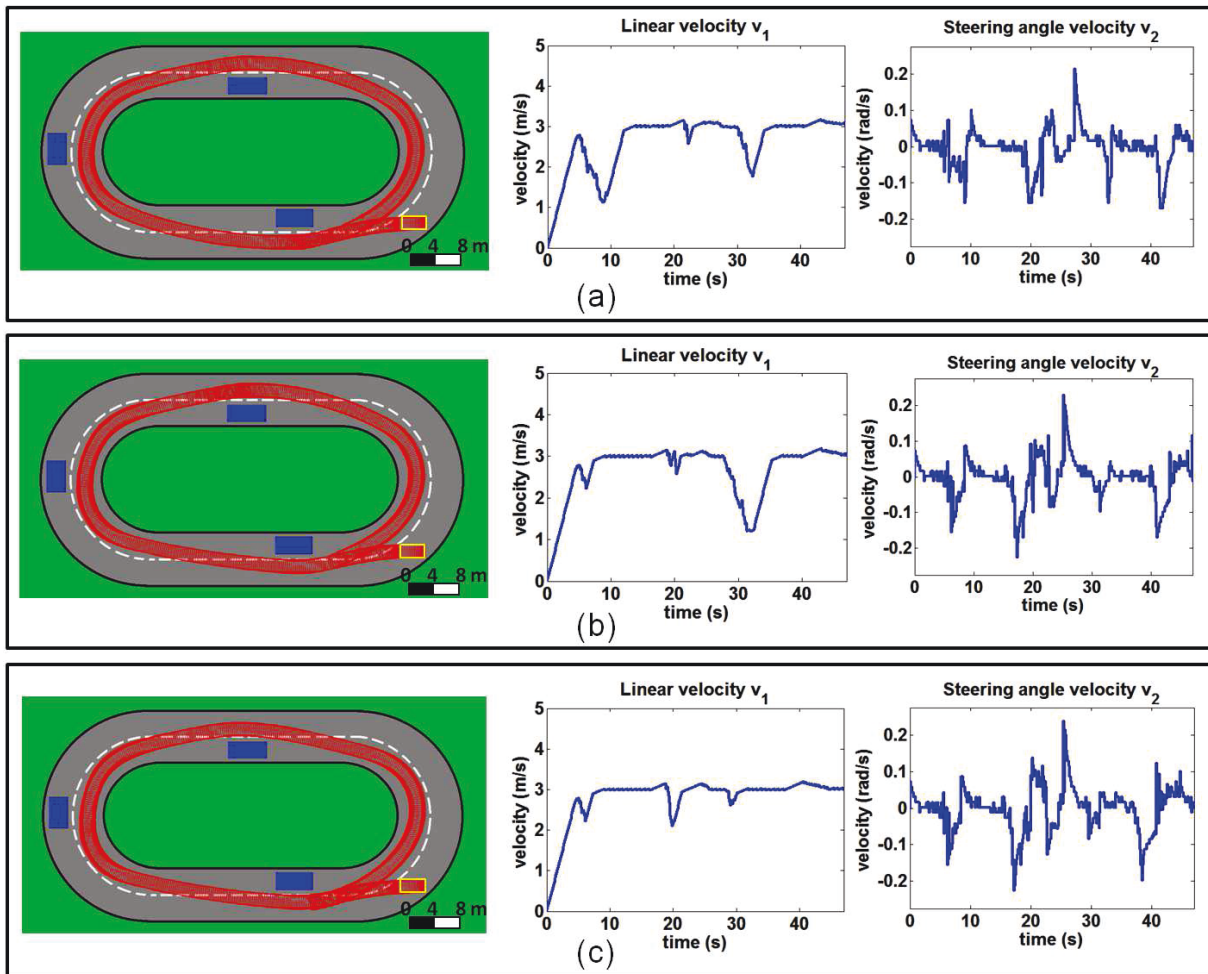 Linear velocity v1
Steering angle velocity v2
velocity (m/s)
5
4
3
2
1
0
0 10 20 30 40
time (s)
velocity (rad/s)
0.2
0.1
0
-0.1
-0.2
0 10 20 30 40
time (s)
0 4 8 m
(a)
Linear velocity v1
Steering angle velocity v2
velocity (m/s)
5
4
3
2
1
0
0 10 20 30 40
time (s)
velocity (rad/s)
0.2
0.1
0
-0.1
-0.2
0 10 20 30 40
time (s)
0 4 8 m
(b)
Linear velocity v1
Steering angle velocity v2
velocity (m/s)
5
4
3
2
1
0
0 10 20 30 40
time (s)
velocity (rad/s)
0.2
0.1
0
-0.1
-0.2
0 10 20 30 40
time (s)
0 4 8 m
(c)